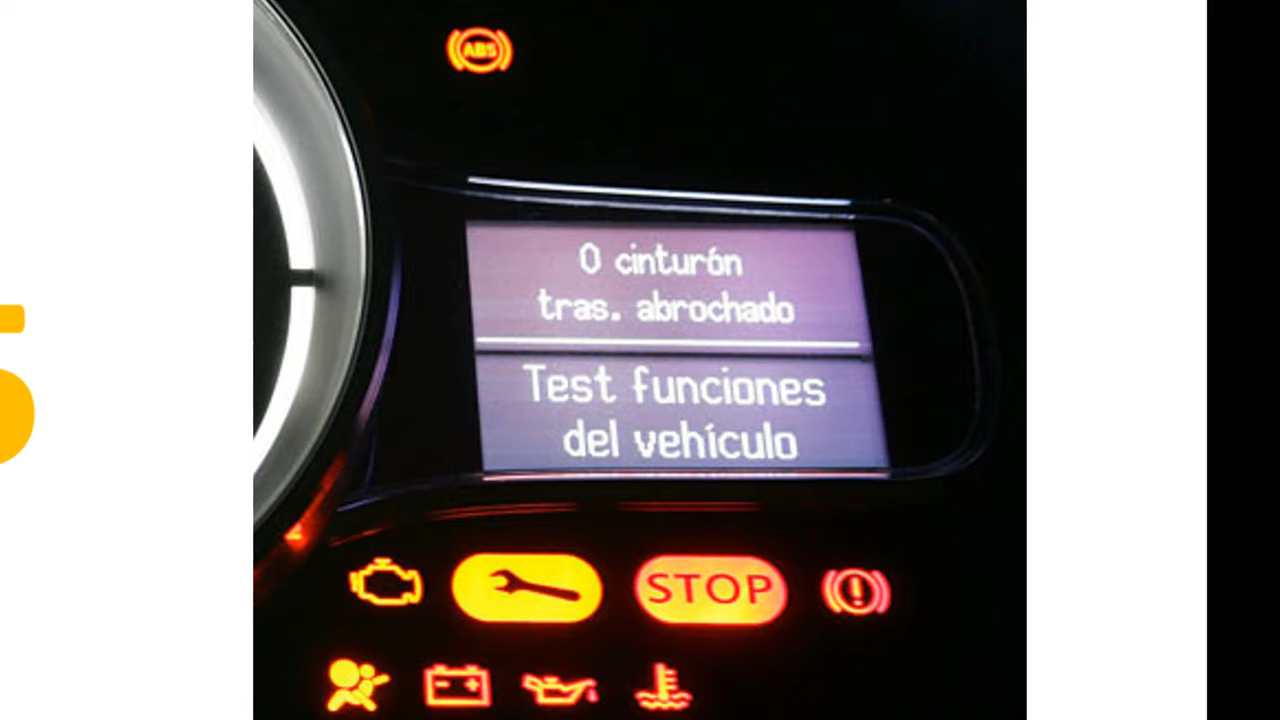 ABS
0 cinturón
tras. abrochado
Test funciones
del vehículo
STOP